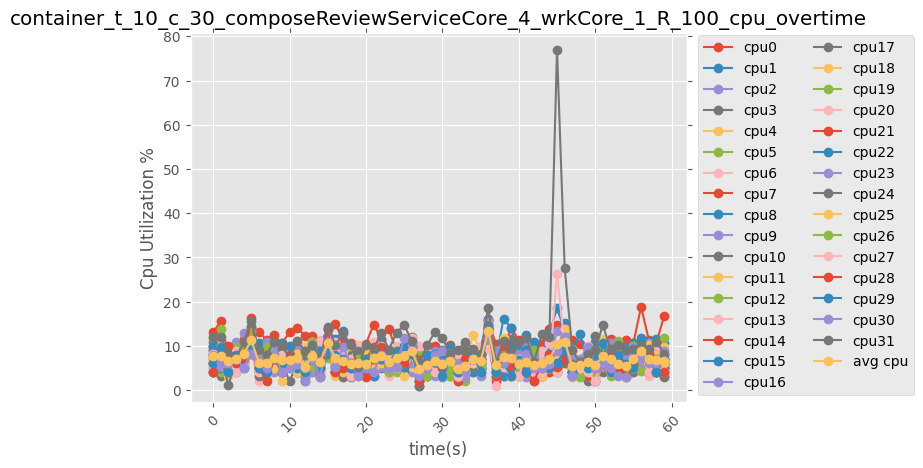 container_t_10_c_30_composeReviewServiceCore_4_wrkCore_1_R_100_cpu_overtime
80
70
60
50
40
30
20
10
0
Cpu Utilization %
0
10
20
30
40
50
60
time(s)
cpu0
cpu1
cpu2
cpu3
cpu4
cpu5
cpu6
cpu7
cpu8
cpu9
cpu10
cpu11
cpu12
cpu13
cpu14
cpu15
cpu16
cpu17
cpu18
cpu19
cpu20
cpu21
cpu22
cpu23
cpu24
cpu25
cpu26
cpu27
cpu28
cpu29
cpu30
cpu31
avg cpu